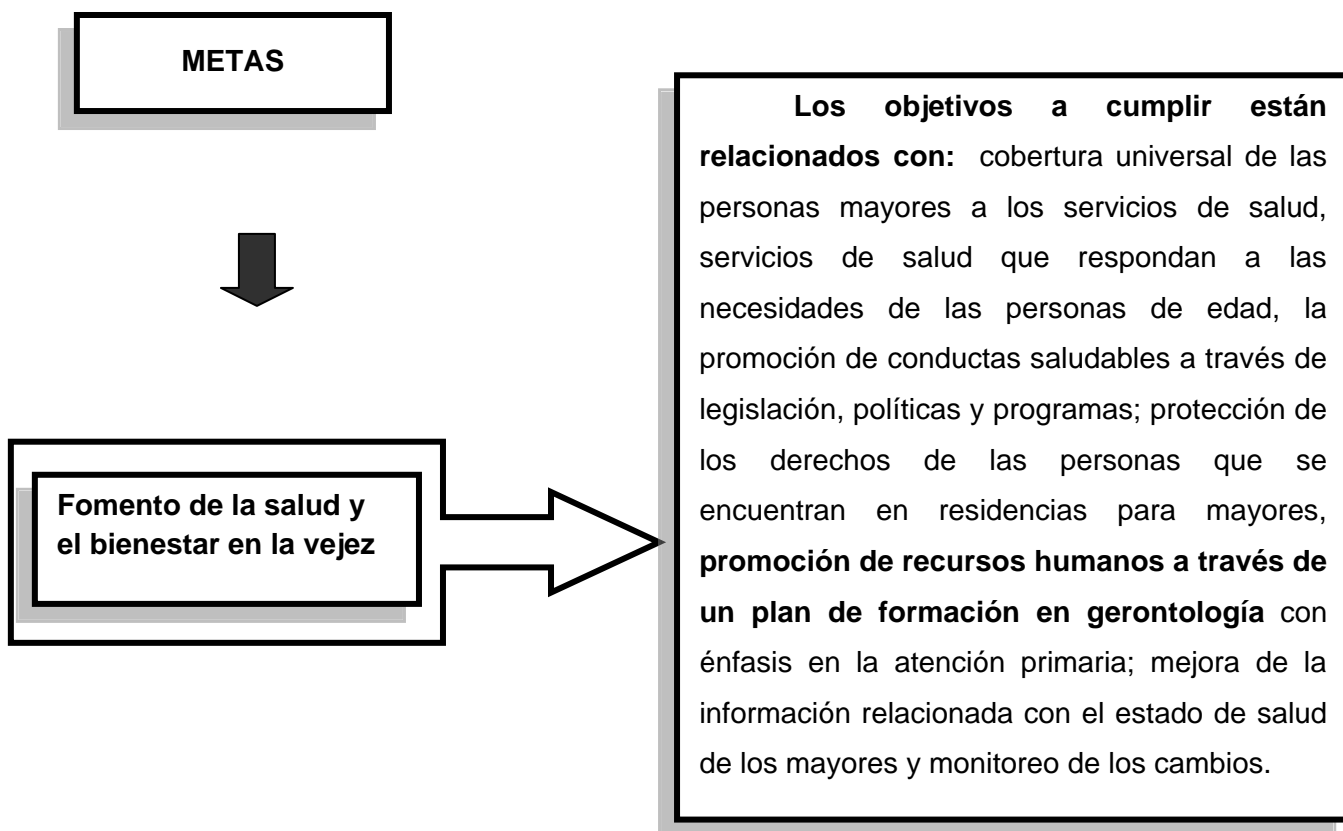 METAS
Fomento de la salud y
el bienestar en la vejez
Los objetivos a cumplir están
relacionados con: cobertura universal de las
personas mayores a los servicios de salud,
servicios de salud que respondan a las
necesidades de las personas de edad, la
promoción de conductas saludables a través de
legislación, políticas y programas; protección de
los derechos de las personas que se
encuentran en residencias para mayores,
promoción de recursos humanos a través de
un plan de formación en gerontología con
énfasis en la atención primaria; mejora de la
información relacionada con el estado de salud
de los mayores y monitoreo de los cambios.